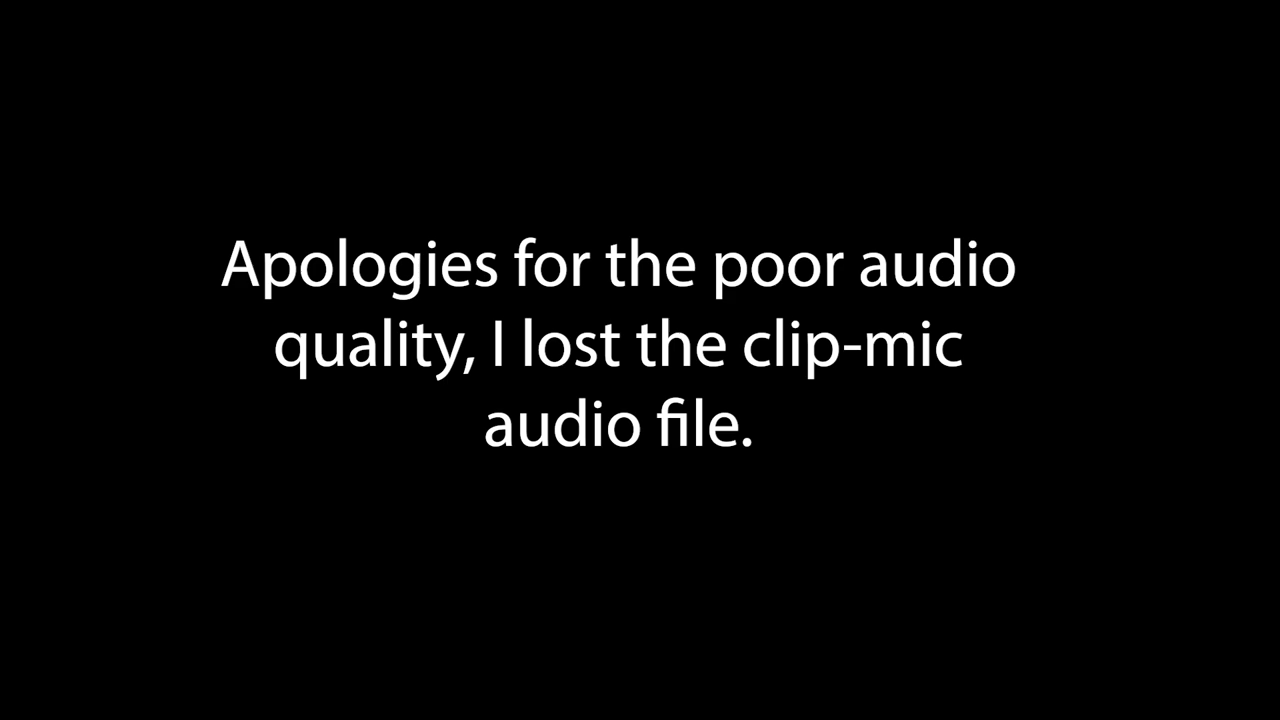 Apologies for the poor audio
quality, I lost the clip-mic
audio file.